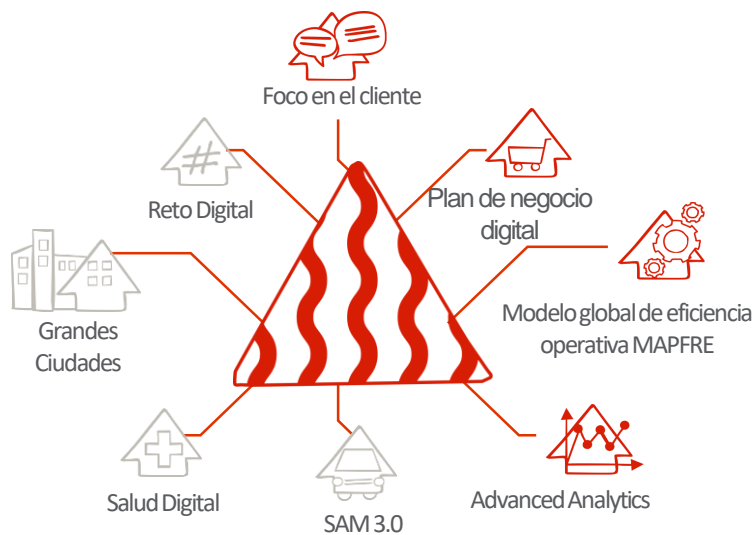 Foco en el cliente
#
Reto Digital
Plan de negocio
digital
Grandes
Ciudades
Modelo global de eficiencia
operativa MAPFRE
Salud Digital
SAM 3.0
Advanced Analytics